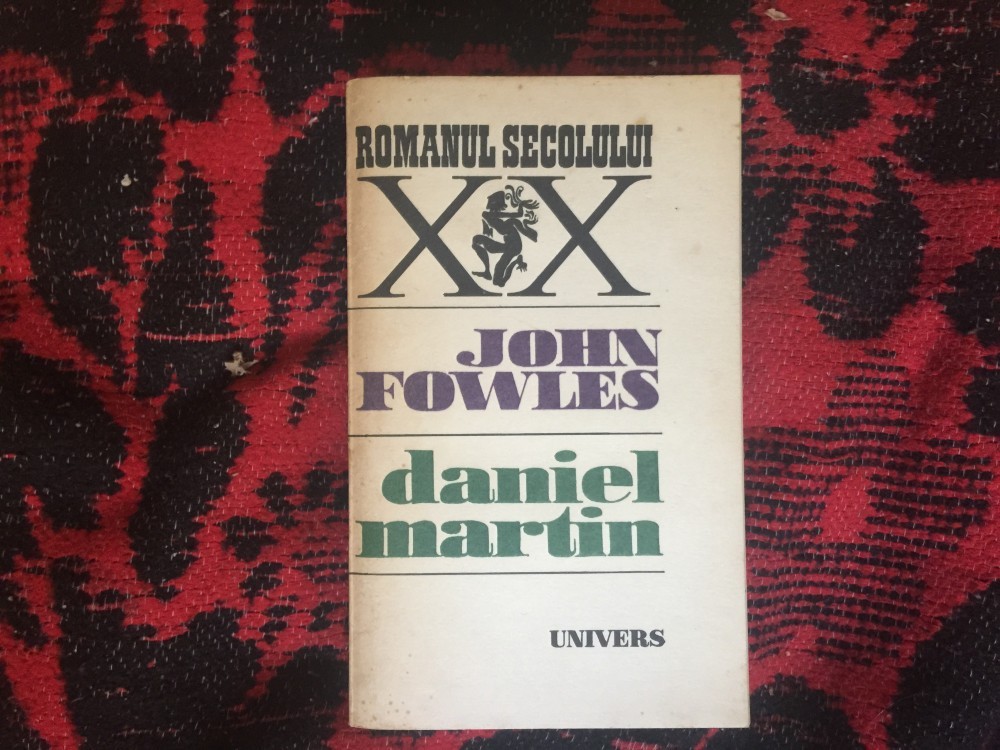 ROMANUL SECOLULUI
XX
JOHN
FOWLES
daniel
martin
UNIVERS